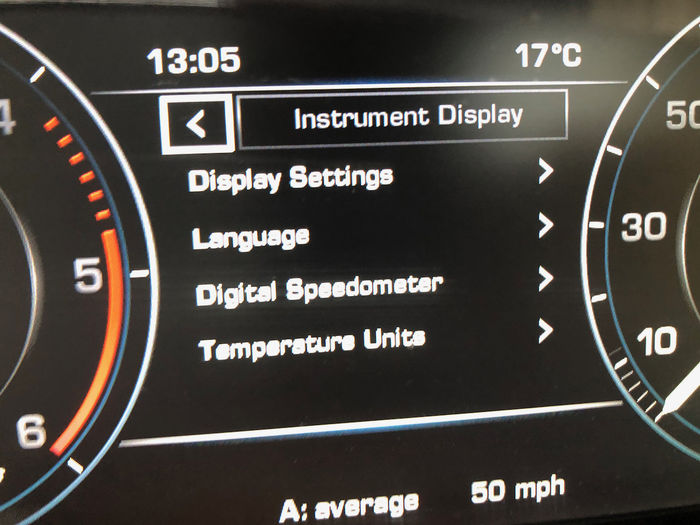 13:05 17°C
< Instrument Display
Display Settings >
Language >
Digital Speedometer >
Temperature Units >
A: average 50 mph
4
5
6
50
30
10